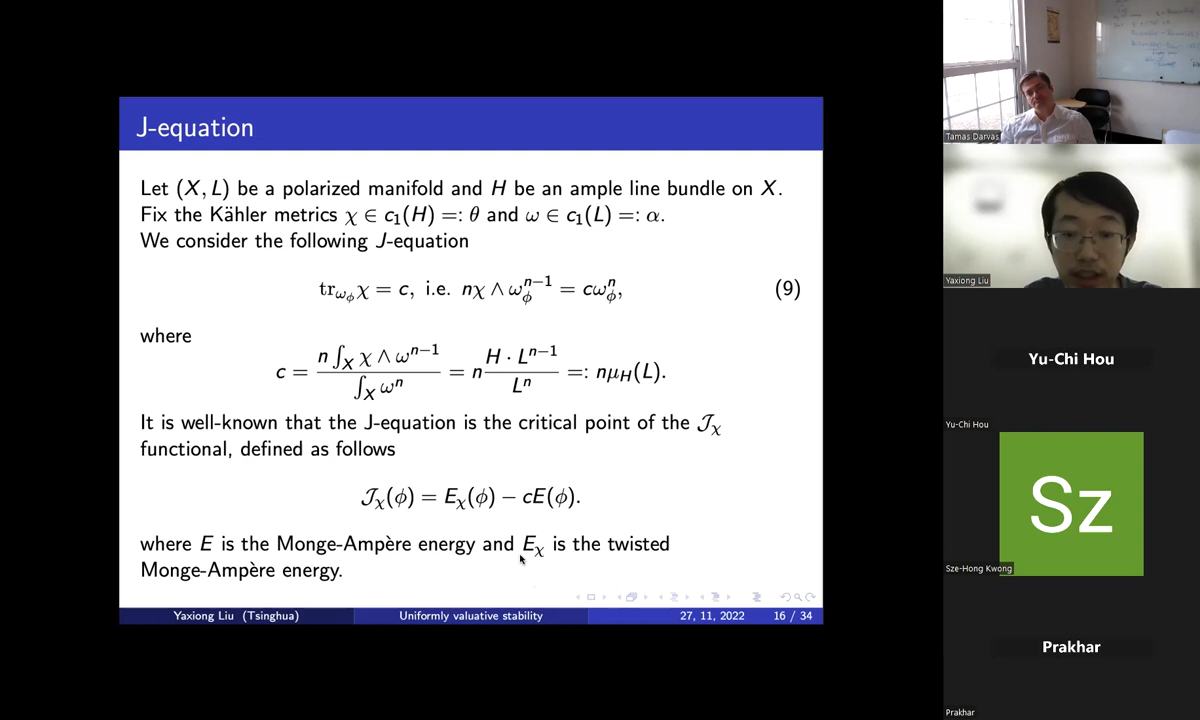 J-equation
Let (X, L) be a polarized manifold and H be an ample line bundle on X.
Fix the Kähler metrics χ ∈ c₁(H) =: θ and ω ∈ c₁(L) =: α.
We consider the following J-equation
tr_{ω_ϕ} χ = c, i.e. nχ ∧ ω_ϕ^{n−1} = cω_ϕ^n, (9)
where
c = \frac{n ∫_X χ ∧ ω^{n−1}}{∫_X ω^n} = n \frac{H · L^{n−1}}{L^n} =: nμ_H(L).
It is well-known that the J-equation is the critical point of the 𝒥_χ
functional, defined as follows
𝒥_χ(ϕ) = E_χ(ϕ) − cE(ϕ).
where E is the Monge-Ampère energy and E_χ is the twisted
Monge-Ampère energy.
Yaxiong Liu (Tsinghua) Uniformly valuative stability 27, 11, 2022 16 / 34
Tamas Darvas
Yaxiong Liu
Yu-Chi Hou
Yu-Chi Hou
Sz
Sze-Hong Kwong
Prakhar
Prakhar